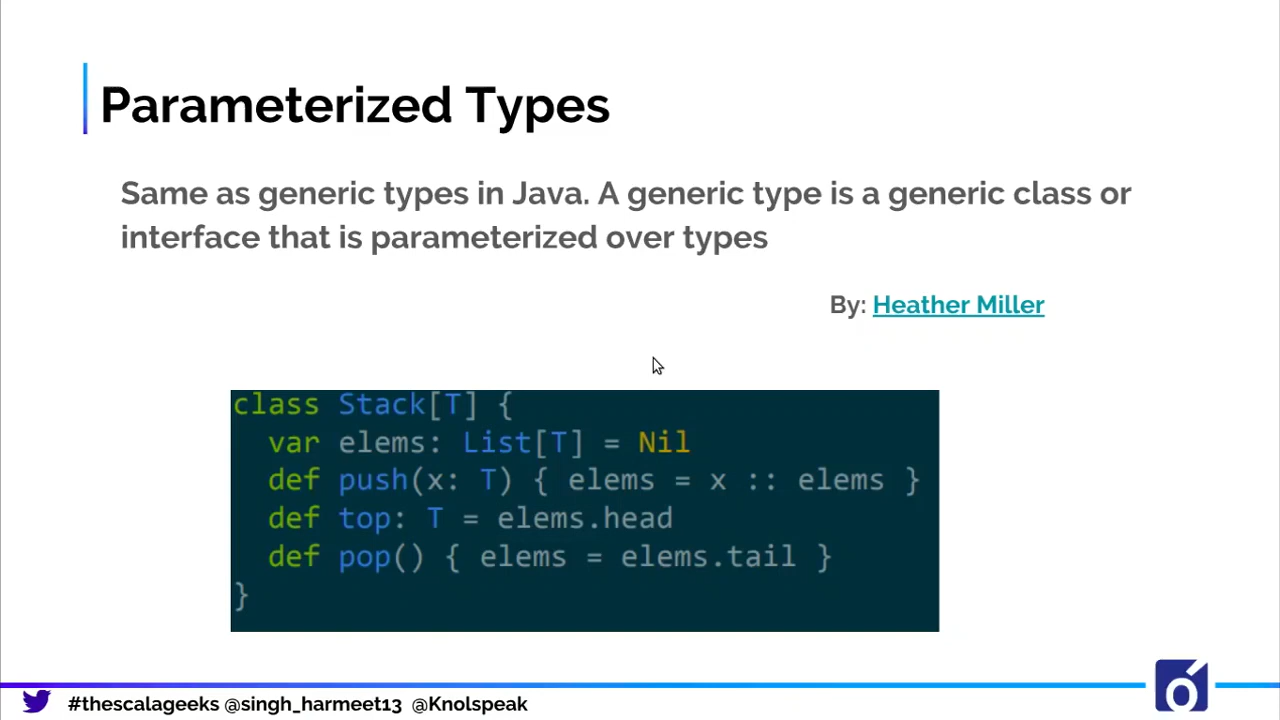 Parameterized Types
Same as generic types in Java. A generic type is a generic class or
interface that is parameterized over types
By: Heather Miller
class Stack[T] {
  var elems: List[T] = Nil
  def push(x: T) { elems = x :: elems }
  def top: T = elems.head
  def pop() { elems = elems.tail }
}
#thescalageeks @singh_harmeet13 @Knolspeak